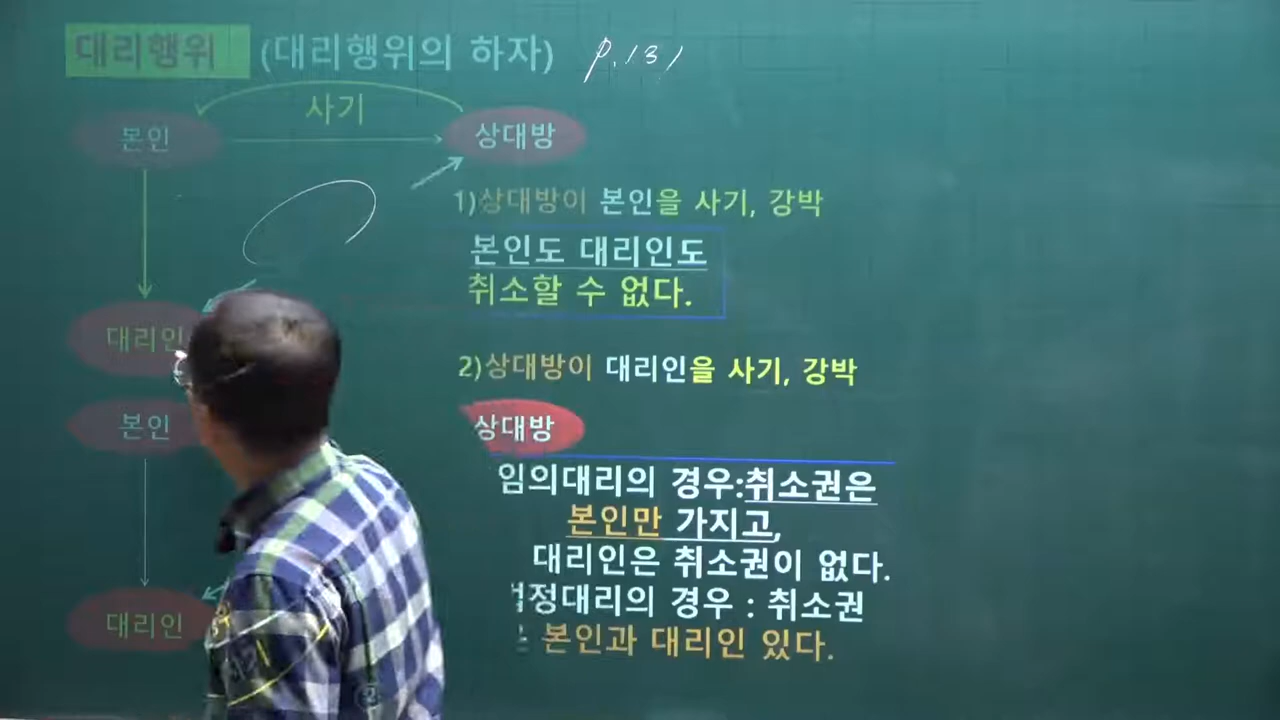 대리행위 (대리행위의 하자) p.131
사기
본인
상대방
1)상대방이 본인을 사기, 강박
본인도 대리인도
취소할 수 없다.
대리인
2)상대방이 대리인을 사기, 강박
본인
상대방
임의대리의 경우:취소권은
본인만 가지고,
대리인은 취소권이 없다.
정대리의 경우 : 취소권
본인과 대리인 있다.
대리인